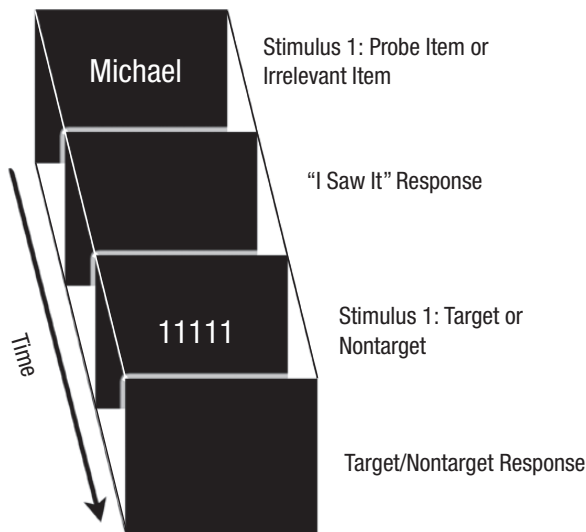 Michael
Stimulus 1: Probe Item or
Irrelevant Item
“I Saw It” Response
11111
Stimulus 1: Target or
Nontarget
Time
Target/Nontarget Response